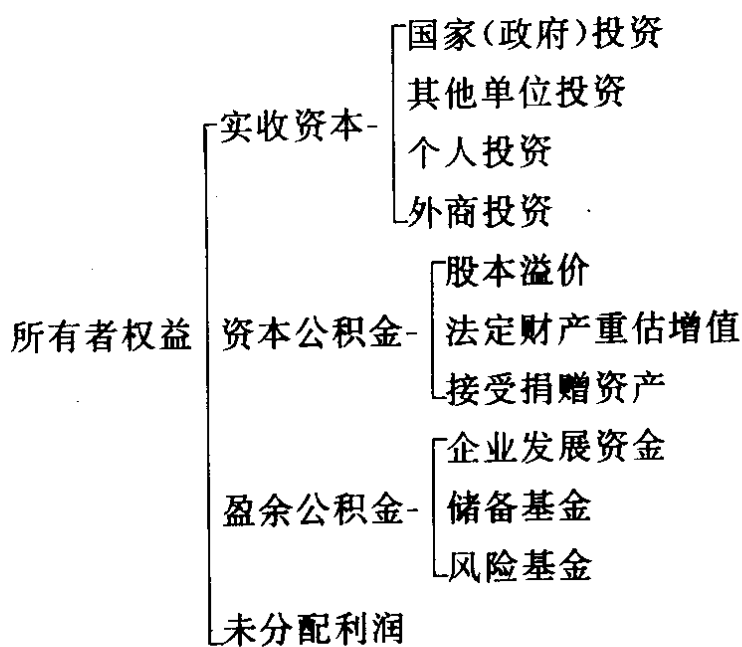 国家(政府)投资
其他单位投资
实收资本
个人投资
外商投资
股本溢价
所有者权益
资本公积金
法定财产重估增值
接受捐赠资产
企业发展资金
盈余公积金
储备基金
风险基金
未分配利润